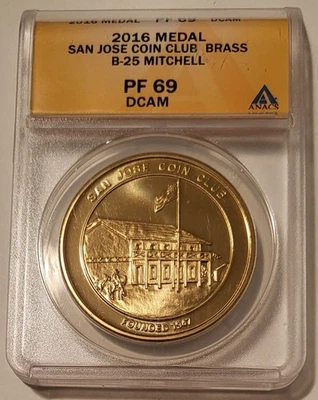 2016 MEDAL PF 69 DCAM
2016 MEDAL
SAN JOSE COIN CLUB BRASS
B-25 MITCHELL
PF 69
DCAM
ANACS
SAN JOSE COIN CLUB
FOUNDED 1947